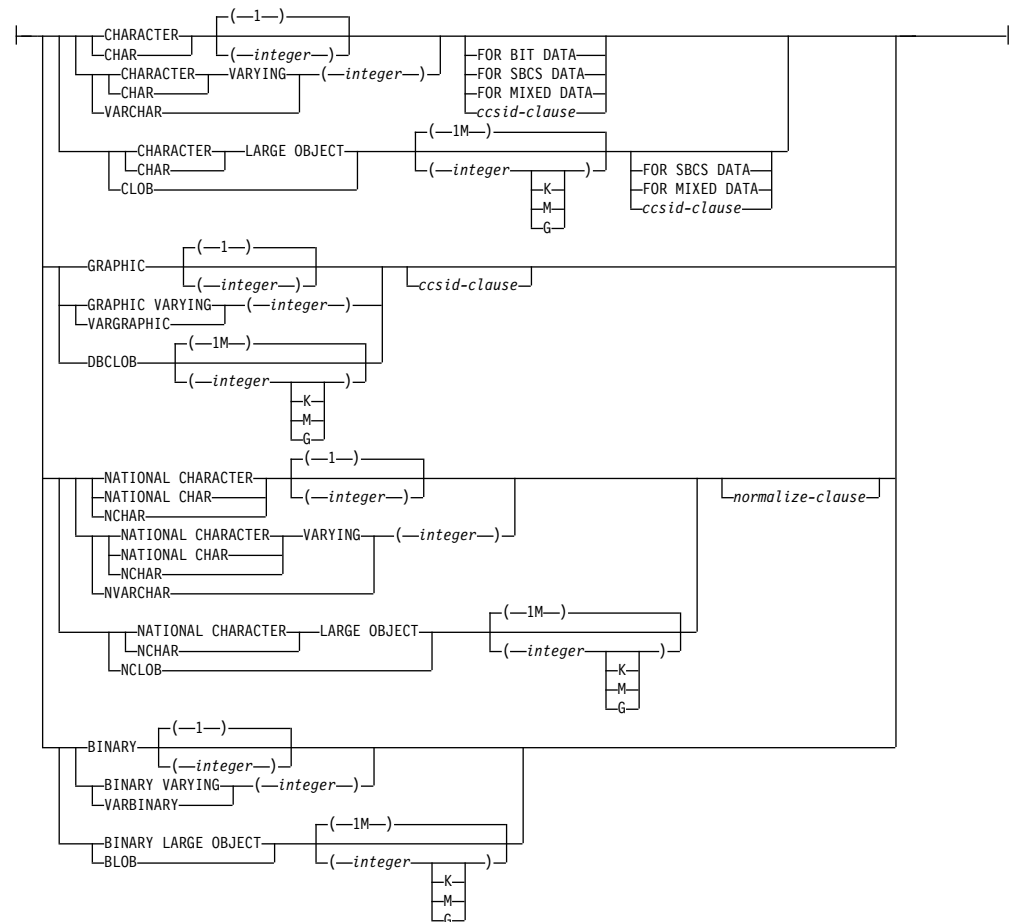 ( 1 )
CHARACTER
CHAR
( integer )
FOR BIT DATA
CHARACTER VARYING ( integer )
FOR SBCS DATA
CHAR
FOR MIXED DATA
VARCHAR
ccsid-clause
( 1M )
CHARACTER LARGE OBJECT
CHAR
( integer )
FOR SBCS DATA
CLOB
K
FOR MIXED DATA
M
ccsid-clause
G
( 1 )
GRAPHIC
( integer )
ccsid-clause
GRAPHIC VARYING ( integer )
VARGRAPHIC
( 1M )
DBCLOB
( integer )
K
M
G
( 1 )
NATIONAL CHARACTER
NATIONAL CHAR
( integer )
normalize-clause
NCHAR
NATIONAL CHARACTER VARYING ( integer )
NATIONAL CHAR
NCHAR
NVARCHAR
( 1M )
NATIONAL CHARACTER LARGE OBJECT
NCHAR
( integer )
NCLOB
K
M
G
( 1 )
BINARY
( integer )
BINARY VARYING ( integer )
VARBINARY
( 1M )
BINARY LARGE OBJECT
BLOB
( integer )
K
M
G